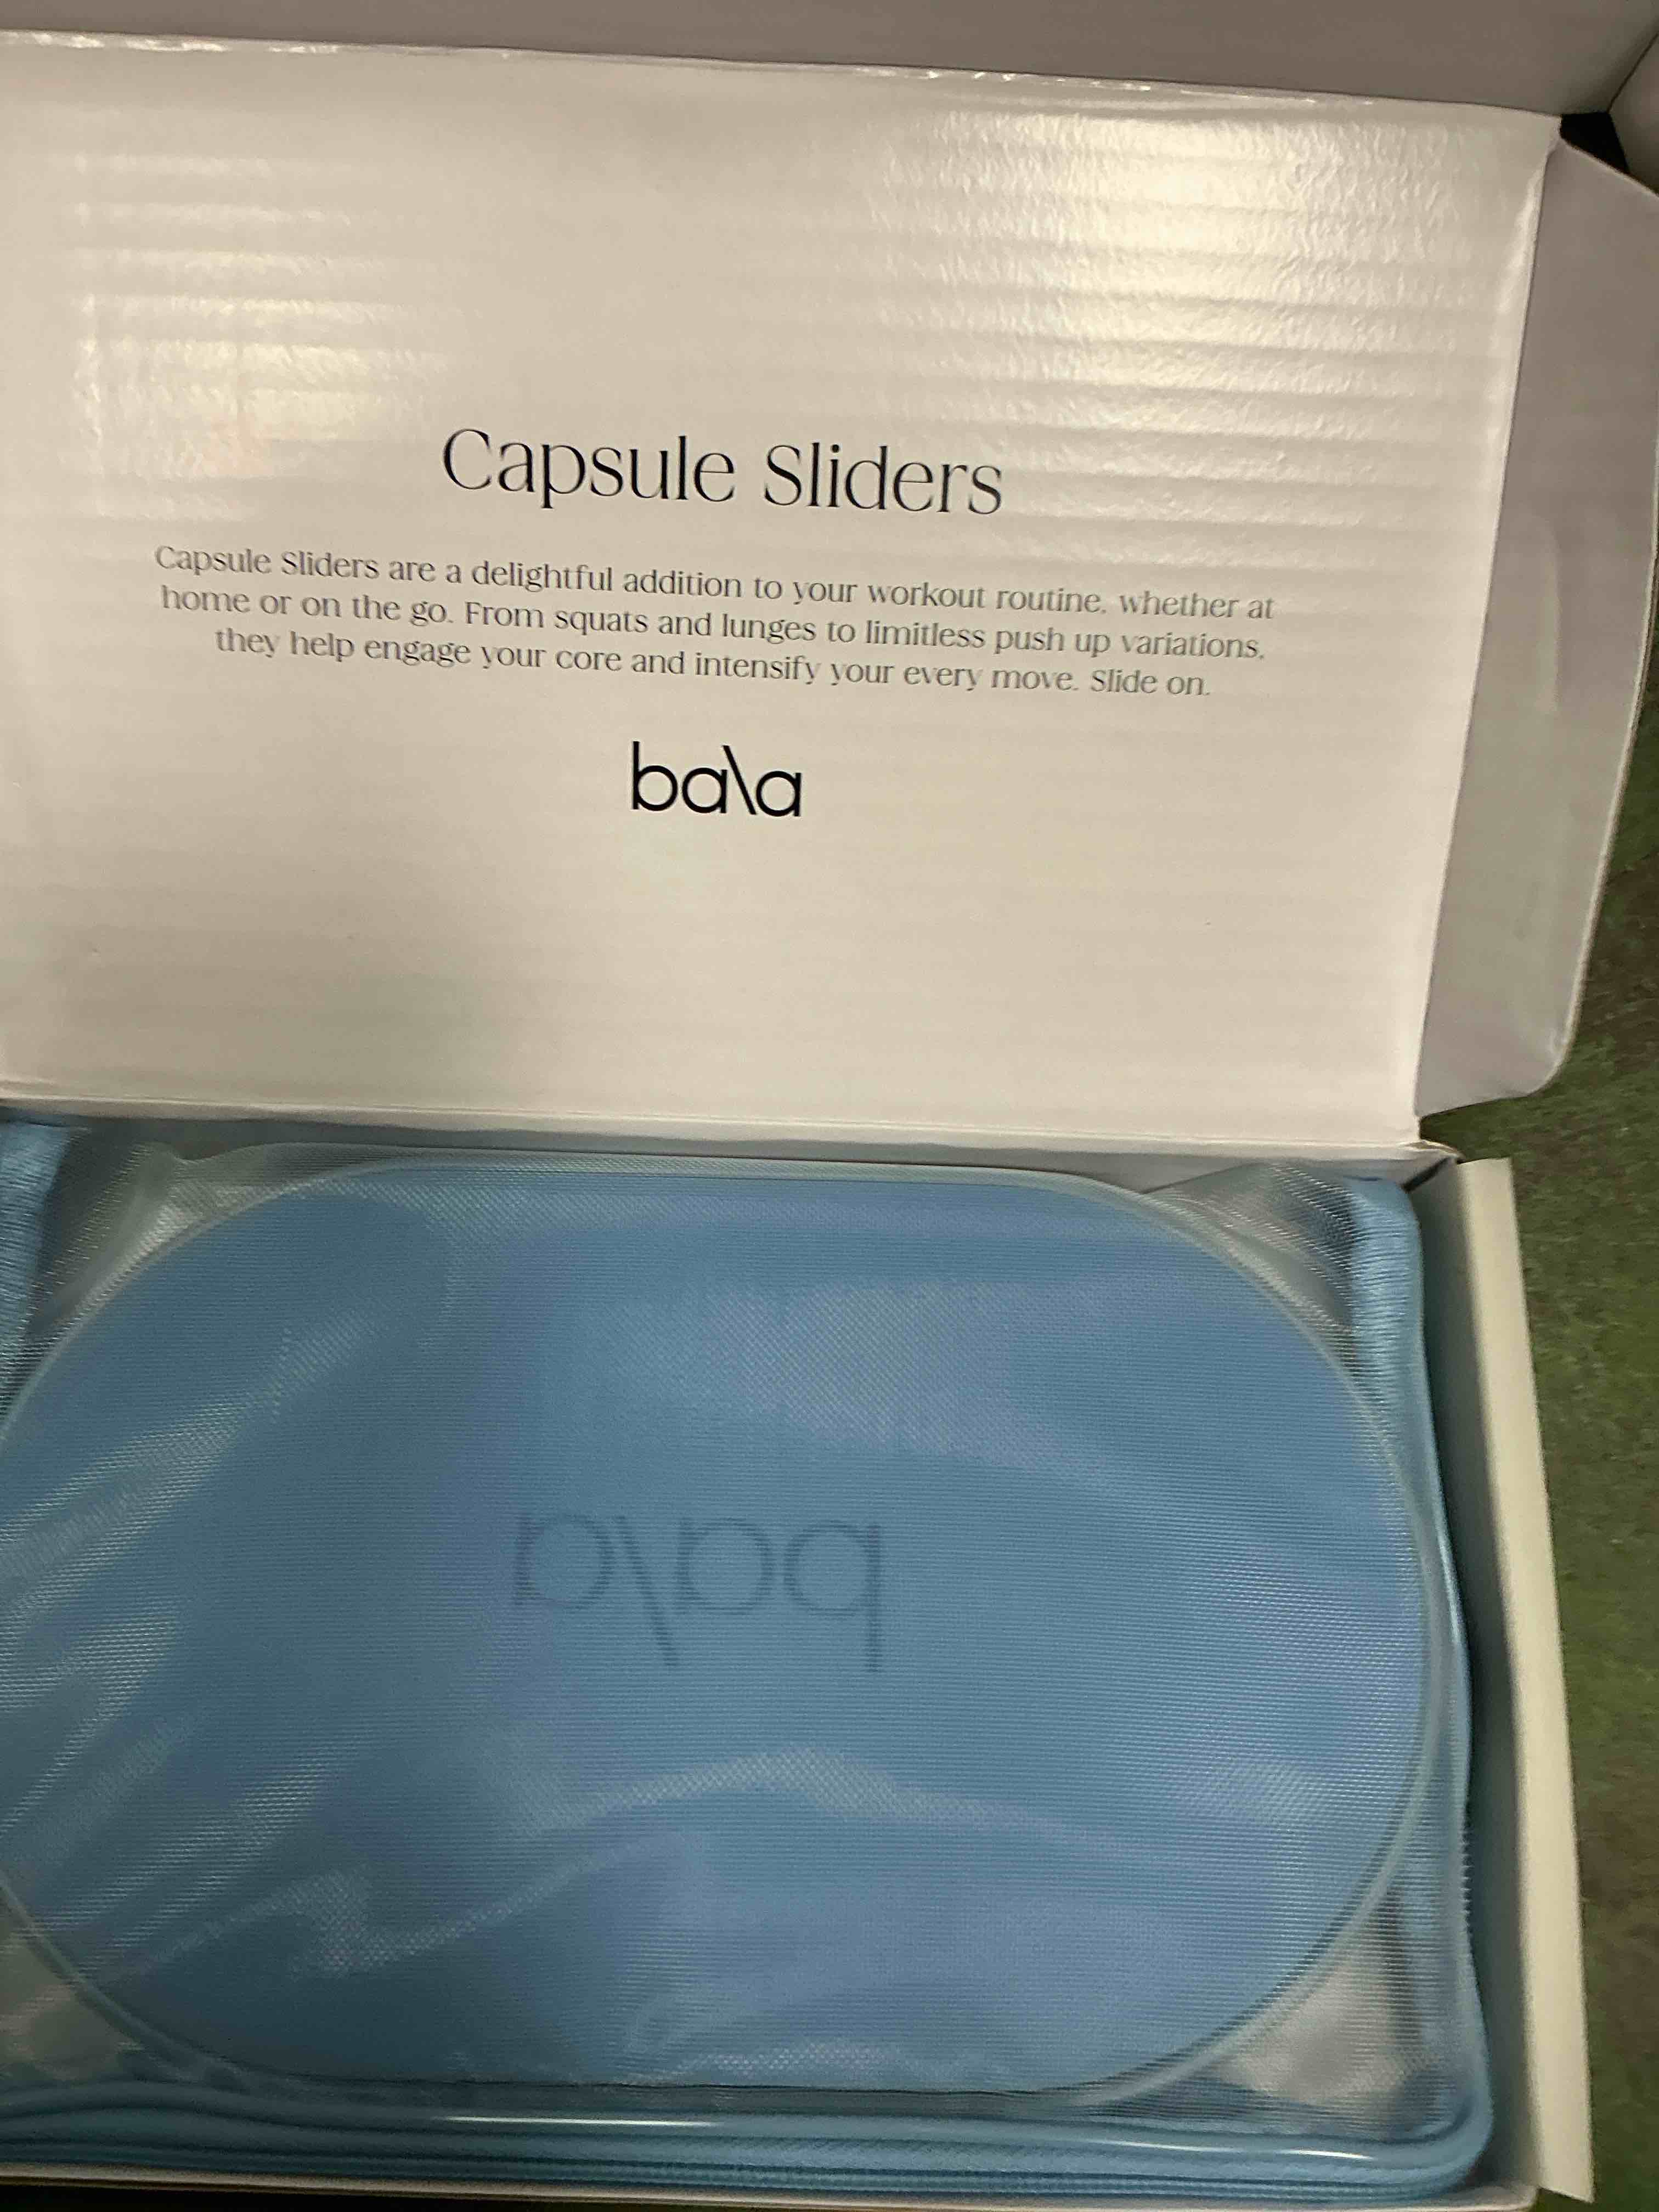 Capsule Sliders
Capsule Sliders are a delightful addition to your workout routine, whether at
home or on the go. From squats and lunges to limitless push up variations,
they help engage your core and intensify your every move. Slide on.
ba\a
ba\a